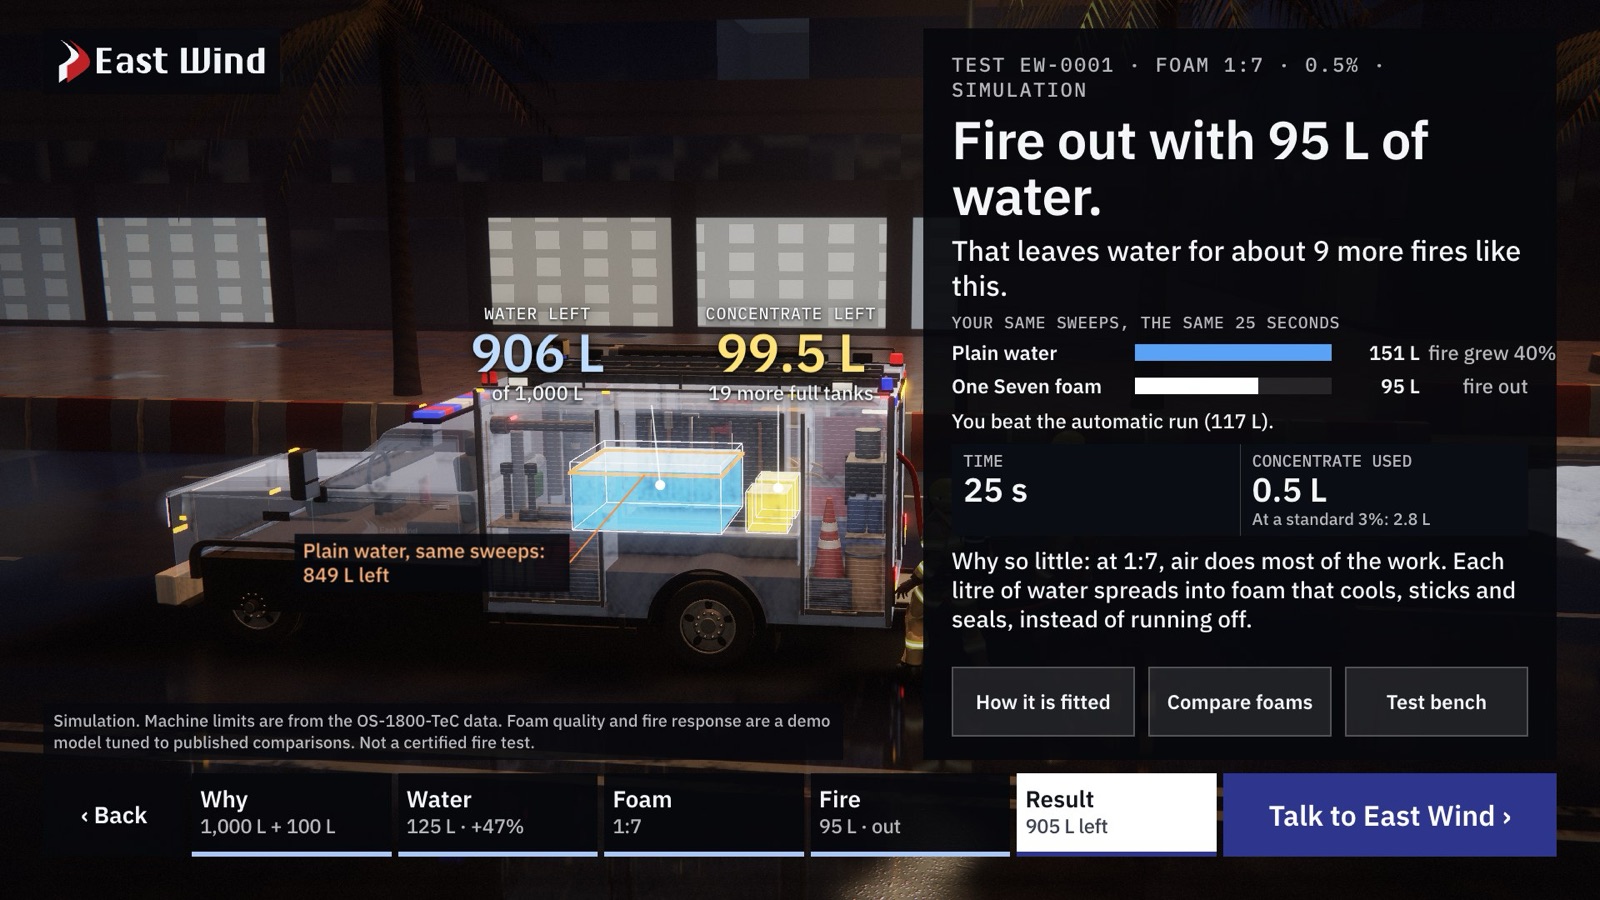 East Wind
TEST EW-0001 · FOAM 1:7 · 0.5% ·
SIMULATION
Fire out with 95 L of
water.
That leaves water for about 9 more fires like
this.
YOUR SAME SWEEPS, THE SAME 25 SECONDS
Plain water 151 L fire grew 40%
One Seven foam 95 L fire out
You beat the automatic run (117 L).
TIME
25 s
CONCENTRATE USED
0.5 L
At a standard 3%: 2.8 L
Why so little: at 1:7, air does most of the work. Each
litre of water spreads into foam that cools, sticks and
seals, instead of running off.
How it is fitted
Compare foams
Test bench
WATER LEFT
906 L
of 1,000 L
CONCENTRATE LEFT
99.5 L
19 more full tanks
Plain water, same sweeps:
849 L left
Simulation. Machine limits are from the OS-1800-TeC data. Foam quality and fire response are a demo
model tuned to published comparisons. Not a certified fire test.
‹ Back
Why
1,000 L + 100 L
Water
125 L · +47%
Foam
1:7
Fire
95 L · out
Result
905 L left
Talk to East Wind ›